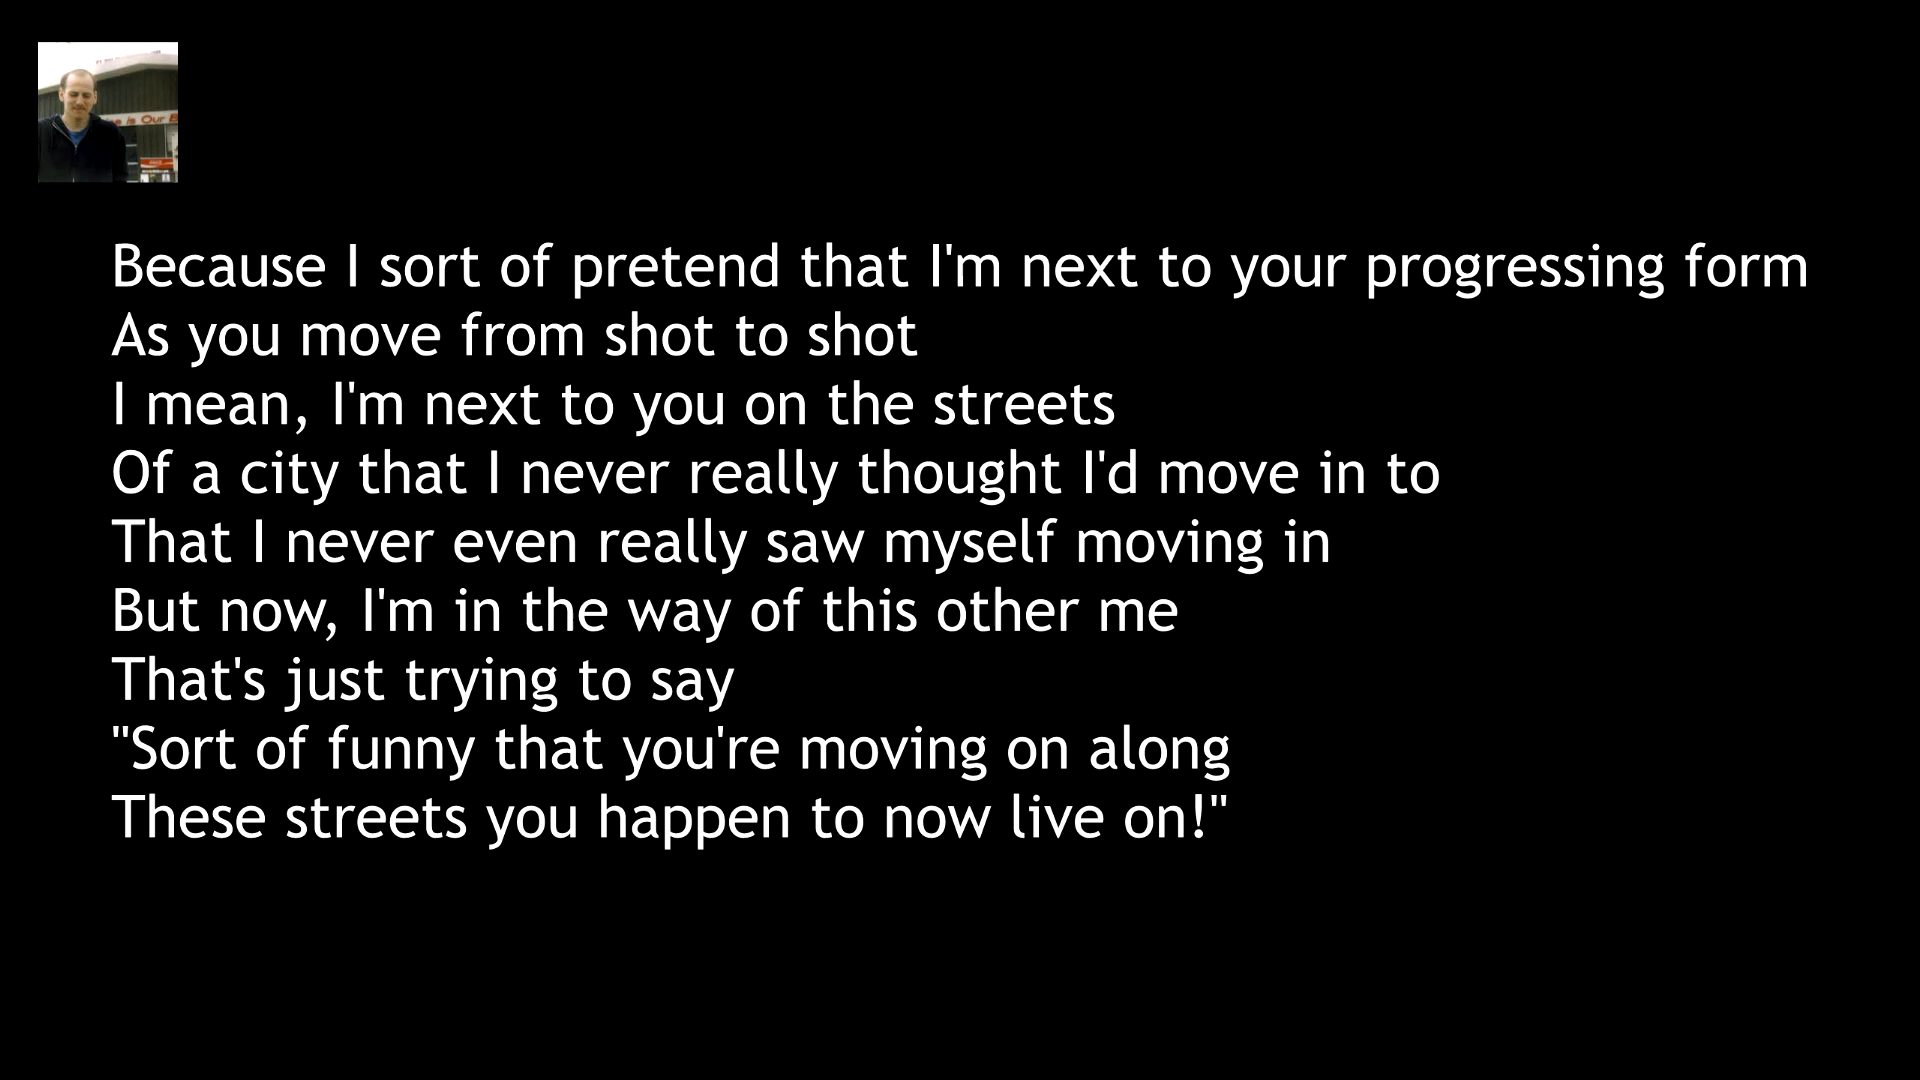 e is Our B
Because I sort of pretend that I'm next to your progressing form
As you move from shot to shot
I mean, I'm next to you on the streets
Of a city that I never really thought I'd move in to
That I never even really saw myself moving in
But now, I'm in the way of this other me
That's just trying to say
"Sort of funny that you're moving on along
These streets you happen to now live on!"